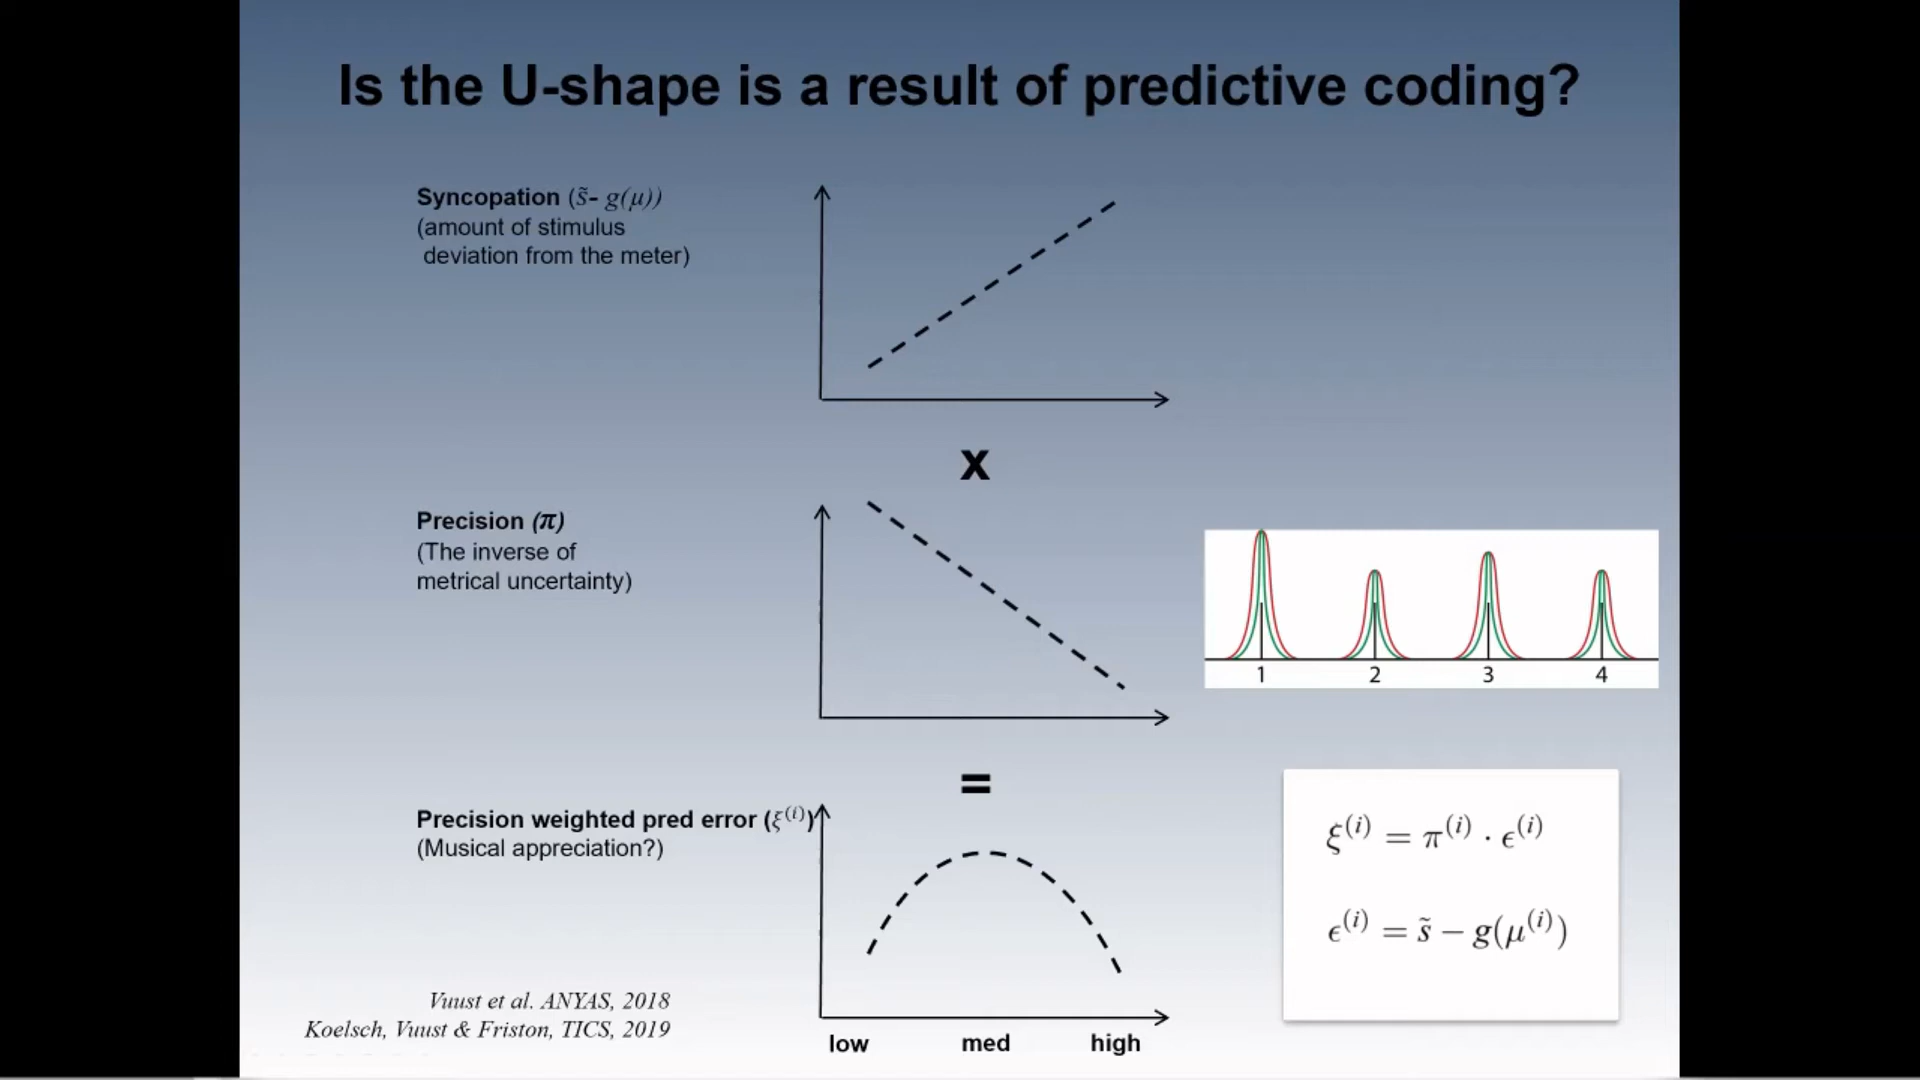 Is the U-shape is a result of predictive coding?
Syncopation (s̃- g(μ))
(amount of stimulus
deviation from the meter)
x
Precision (π)
(The inverse of
metrical uncertainty)
1 2 3 4
=
Precision weighted pred error (ξ⁽ⁱ⁾)
(Musical appreciation?)
ξ⁽ⁱ⁾ = π⁽ⁱ⁾ · ϵ⁽ⁱ⁾
ϵ⁽ⁱ⁾ = s̃ − g(μ⁽ⁱ⁾)
Vuust et al. ANYAS, 2018
Koelsch, Vuust & Friston, TICS, 2019
low med high